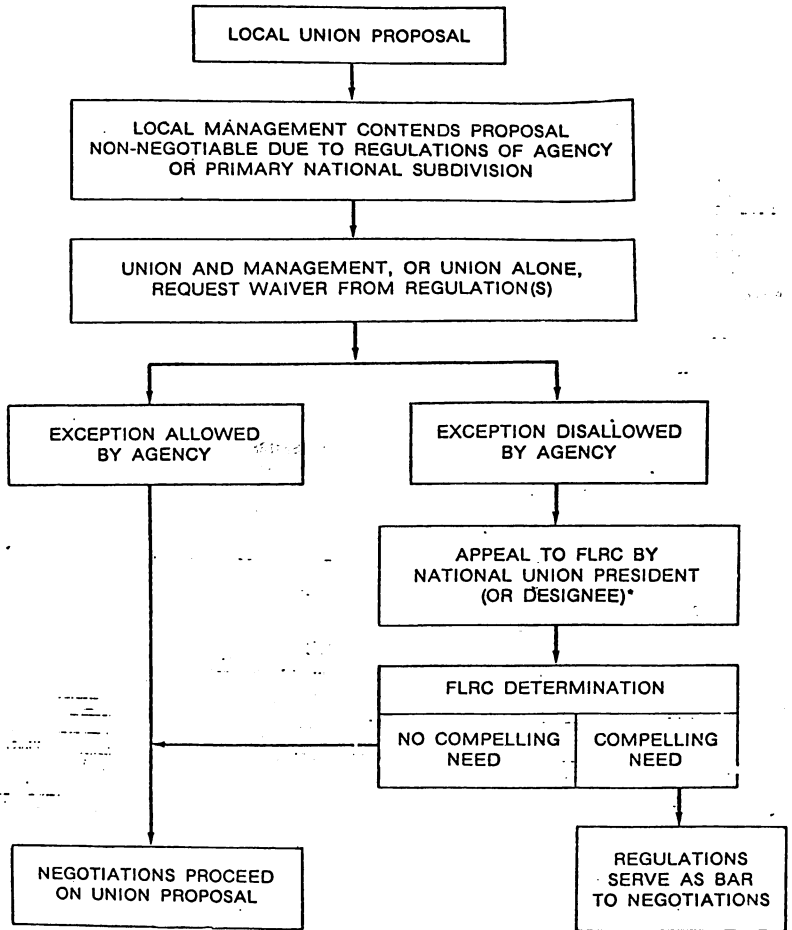 LOCAL UNION PROPOSAL
LOCAL MANAGEMENT CONTENDS PROPOSAL
NON-NEGOTIABLE DUE TO REGULATIONS OF AGENCY
OR PRIMARY NATIONAL SUBDIVISION
UNION AND MANAGEMENT, OR UNION ALONE,
REQUEST WAIVER FROM REGULATION(S)
EXCEPTION ALLOWED
BY AGENCY
EXCEPTION DISALLOWED
BY AGENCY
APPEAL TO FLRC BY
NATIONAL UNION PRESIDENT
(OR DESIGNEE)*
FLRC DETERMINATION
NO COMPELLING
NEED
COMPELLING
NEED
NEGOTIATIONS PROCEED
ON UNION PROPOSAL
REGULATIONS
SERVE AS BAR
TO NEGOTIATIONS